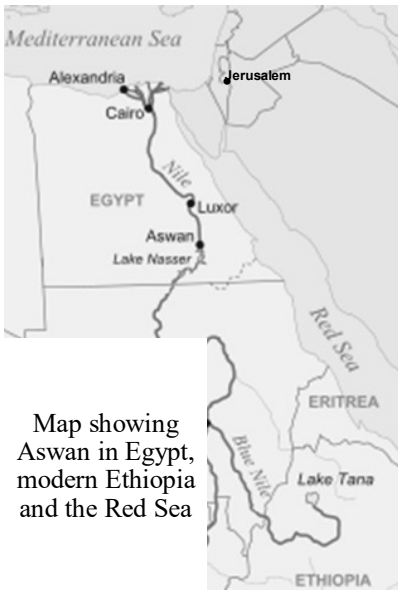 Mediterranean Sea
Jerusalem
Alexandria
Cairo
Nile
EGYPT
Luxor
Aswan
Lake Nasser
Red Sea
ERITREA
Map showing
Aswan in Egypt,
modern Ethiopia
and the Red Sea
Blue Nile
Lake Tana
ETHIOPIA